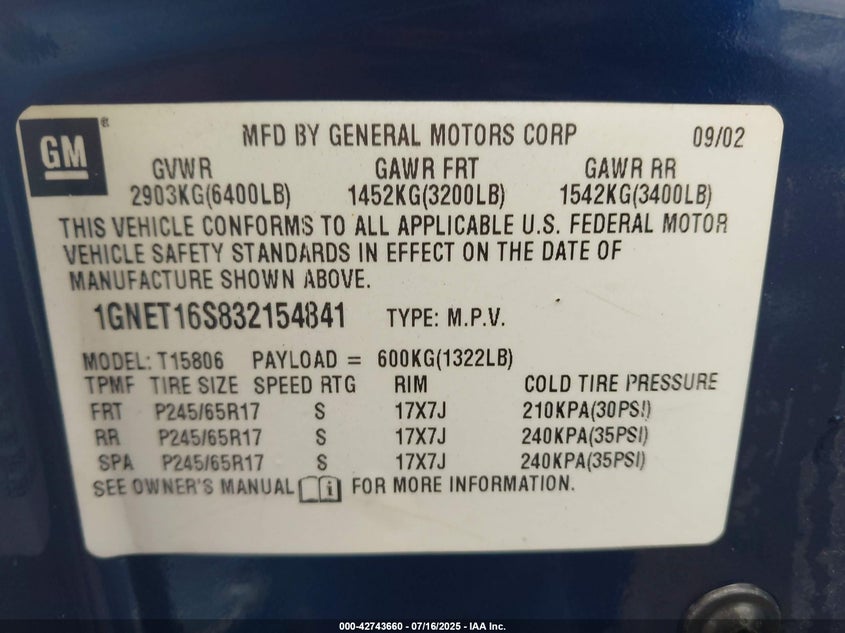 GM®
MFD BY GENERAL MOTORS CORP 09/02
GVWR GAWR FRT GAWR RR
2903KG(6400LB) 1452KG(3200LB) 1542KG(3400LB)
THIS VEHICLE CONFORMS TO ALL APPLICABLE U.S. FEDERAL MOTOR
VEHICLE SAFETY STANDARDS IN EFFECT ON THE DATE OF
MANUFACTURE SHOWN ABOVE.
1GNET16S832154841 TYPE: M.P.V.
MODEL: T15806 PAYLOAD = 600KG(1322LB)
TPMF TIRE SIZE SPEED RTG RIM COLD TIRE PRESSURE
FRT P245/65R17 S 17X7J 210KPA(30PSI)
RR P245/65R17 S 17X7J 240KPA(35PSI)
SPA P245/65R17 S 17X7J 240KPA(35PSI)
SEE OWNER'S MANUAL i FOR MORE INFORMATION.
000-42743660 - 07/16/2025 - IAA Inc.